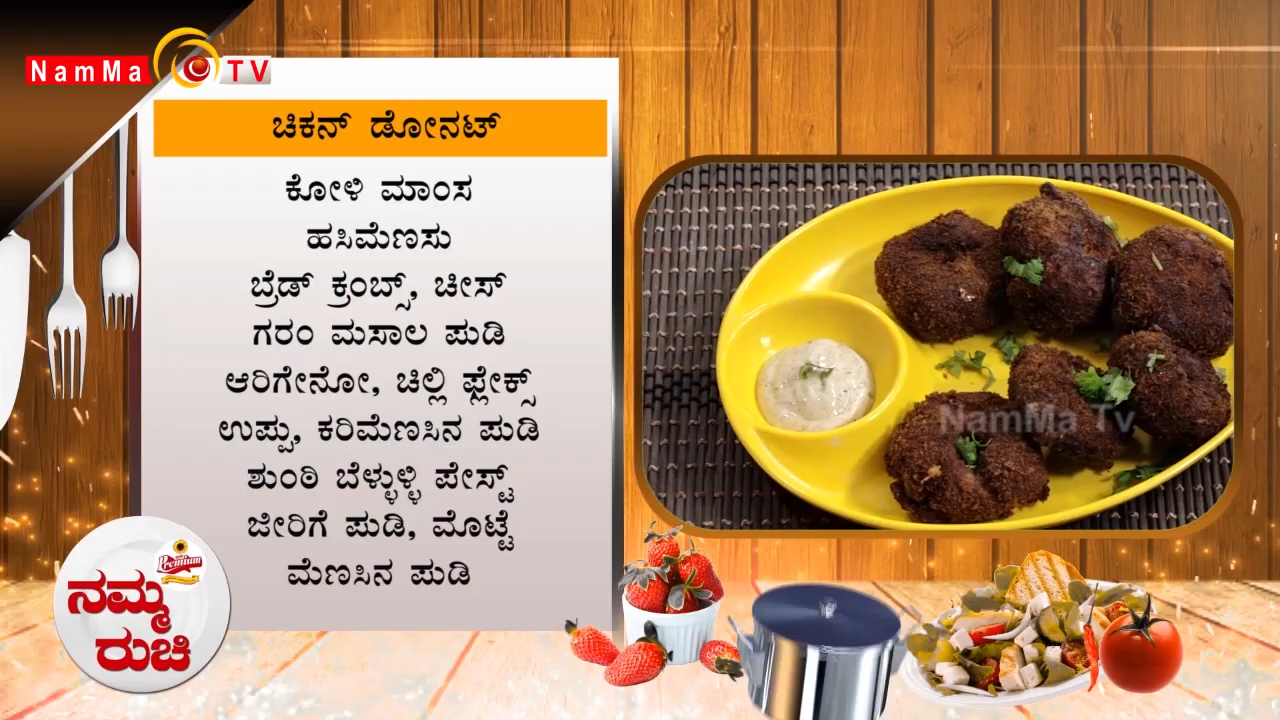 NamMa TV
ಚಿಕನ್ ಡೋನಟ್
ಕೋಳಿ ಮಾಂಸ
ಹಸಿಮೆಣಸು
ಬ್ರೆಡ್ ಕ್ರಂಬ್ಸ್, ಚೀಸ್
ಗರಂ ಮಸಾಲ ಪುಡಿ
ಆರಿಗೇನೋ, ಚಿಲ್ಲಿ ಫ್ಲೇಕ್ಸ್
ಉಪ್ಪು, ಕರಿಮೆಣಸಿನ ಪುಡಿ
ಶುಂಠಿ ಬೆಳ್ಳುಳ್ಳಿ ಪೇಸ್ಟ್
ಜೀರಿಗೆ ಪುಡಿ, ಮೊಟ್ಟೆ
ಮೆಣಸಿನ ಪುಡಿ
NamMa Tv
Premium
ನಮ್ಮ
ರುಚಿ